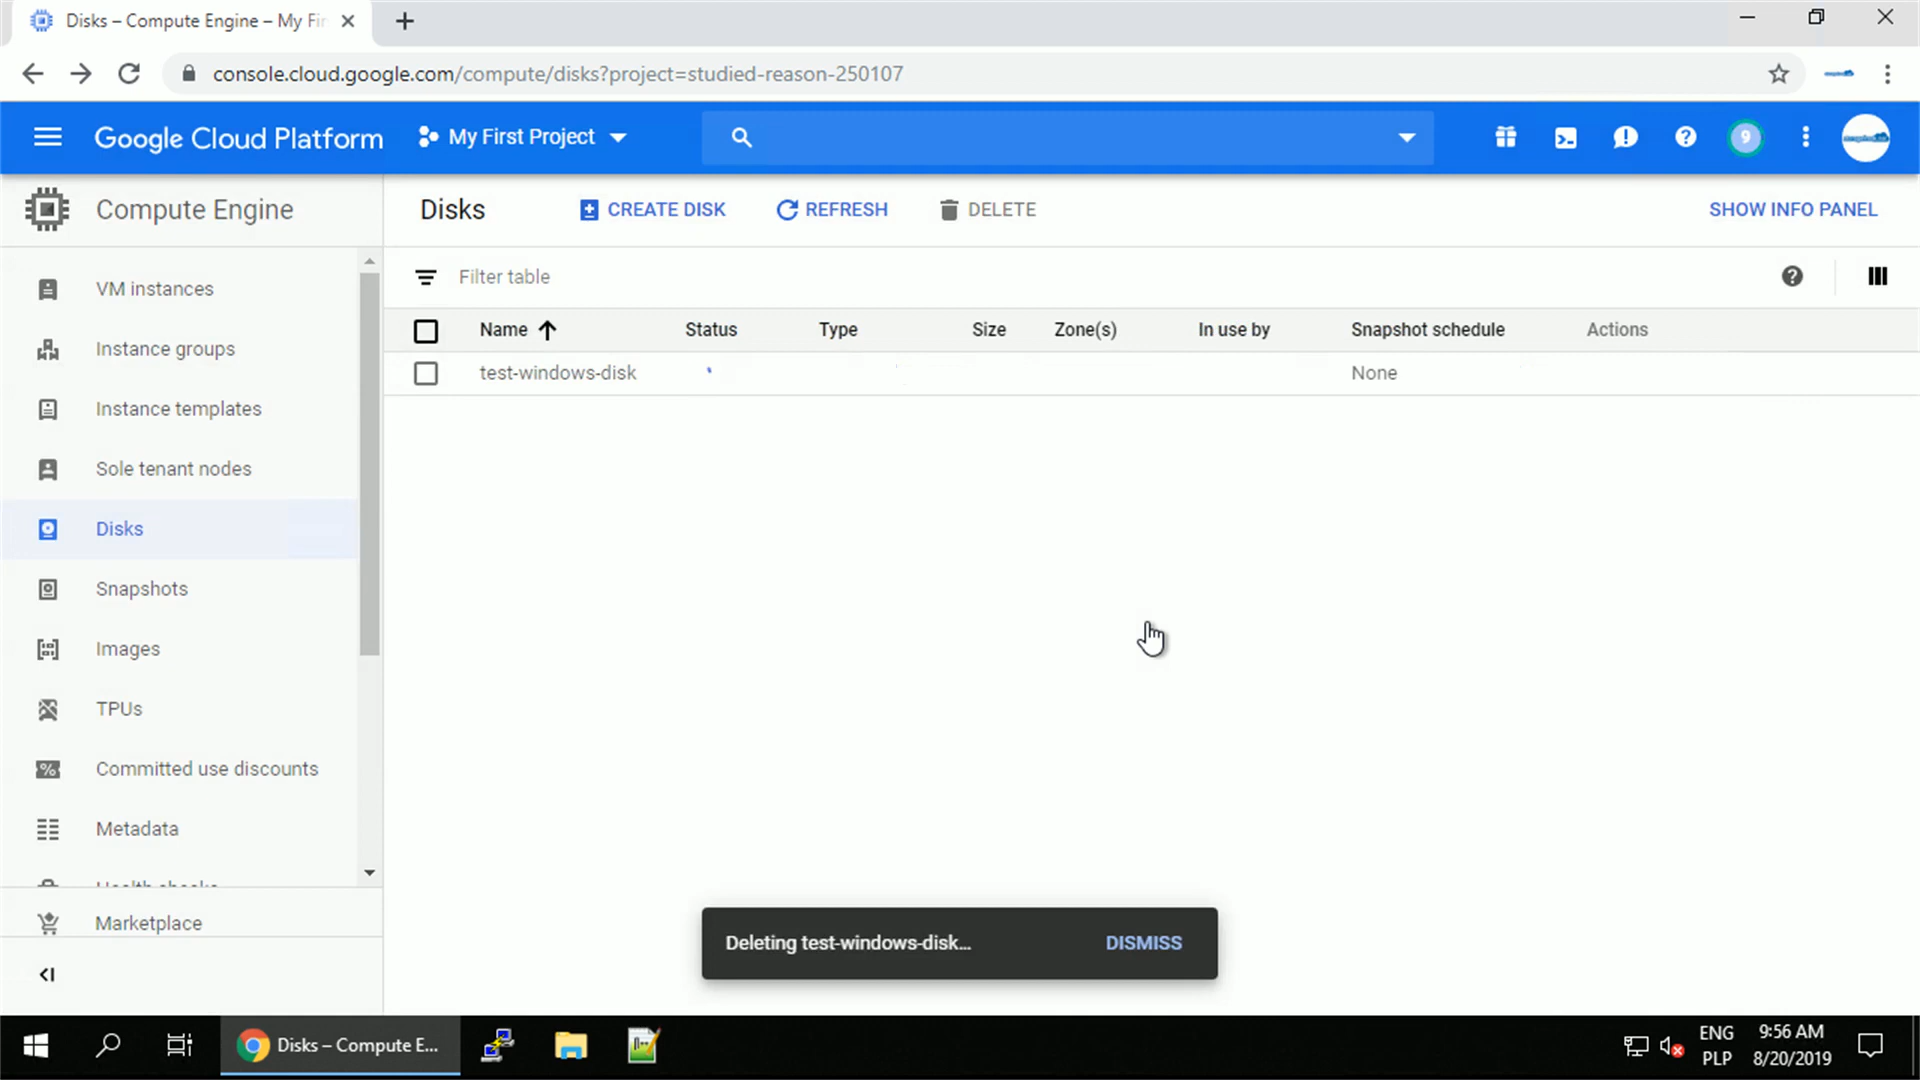 Disks – Compute Engine – My Fir
console.cloud.google.com/compute/disks?project=studied-reason-250107
Google Cloud Platform
My First Project
9
Compute Engine
Disks
CREATE DISK
REFRESH
DELETE
SHOW INFO PANEL
VM instances
Instance groups
Instance templates
Sole tenant nodes
Disks
Snapshots
Images
TPUs
Committed use discounts
Metadata
Health checks
Marketplace
Filter table
Name Status Type Size Zone(s) In use by Snapshot schedule Actions
test-windows-disk None
Deleting test-windows-disk...
DISMISS
Disks – Compute E...
ENG
PLP
9:56 AM
8/20/2019